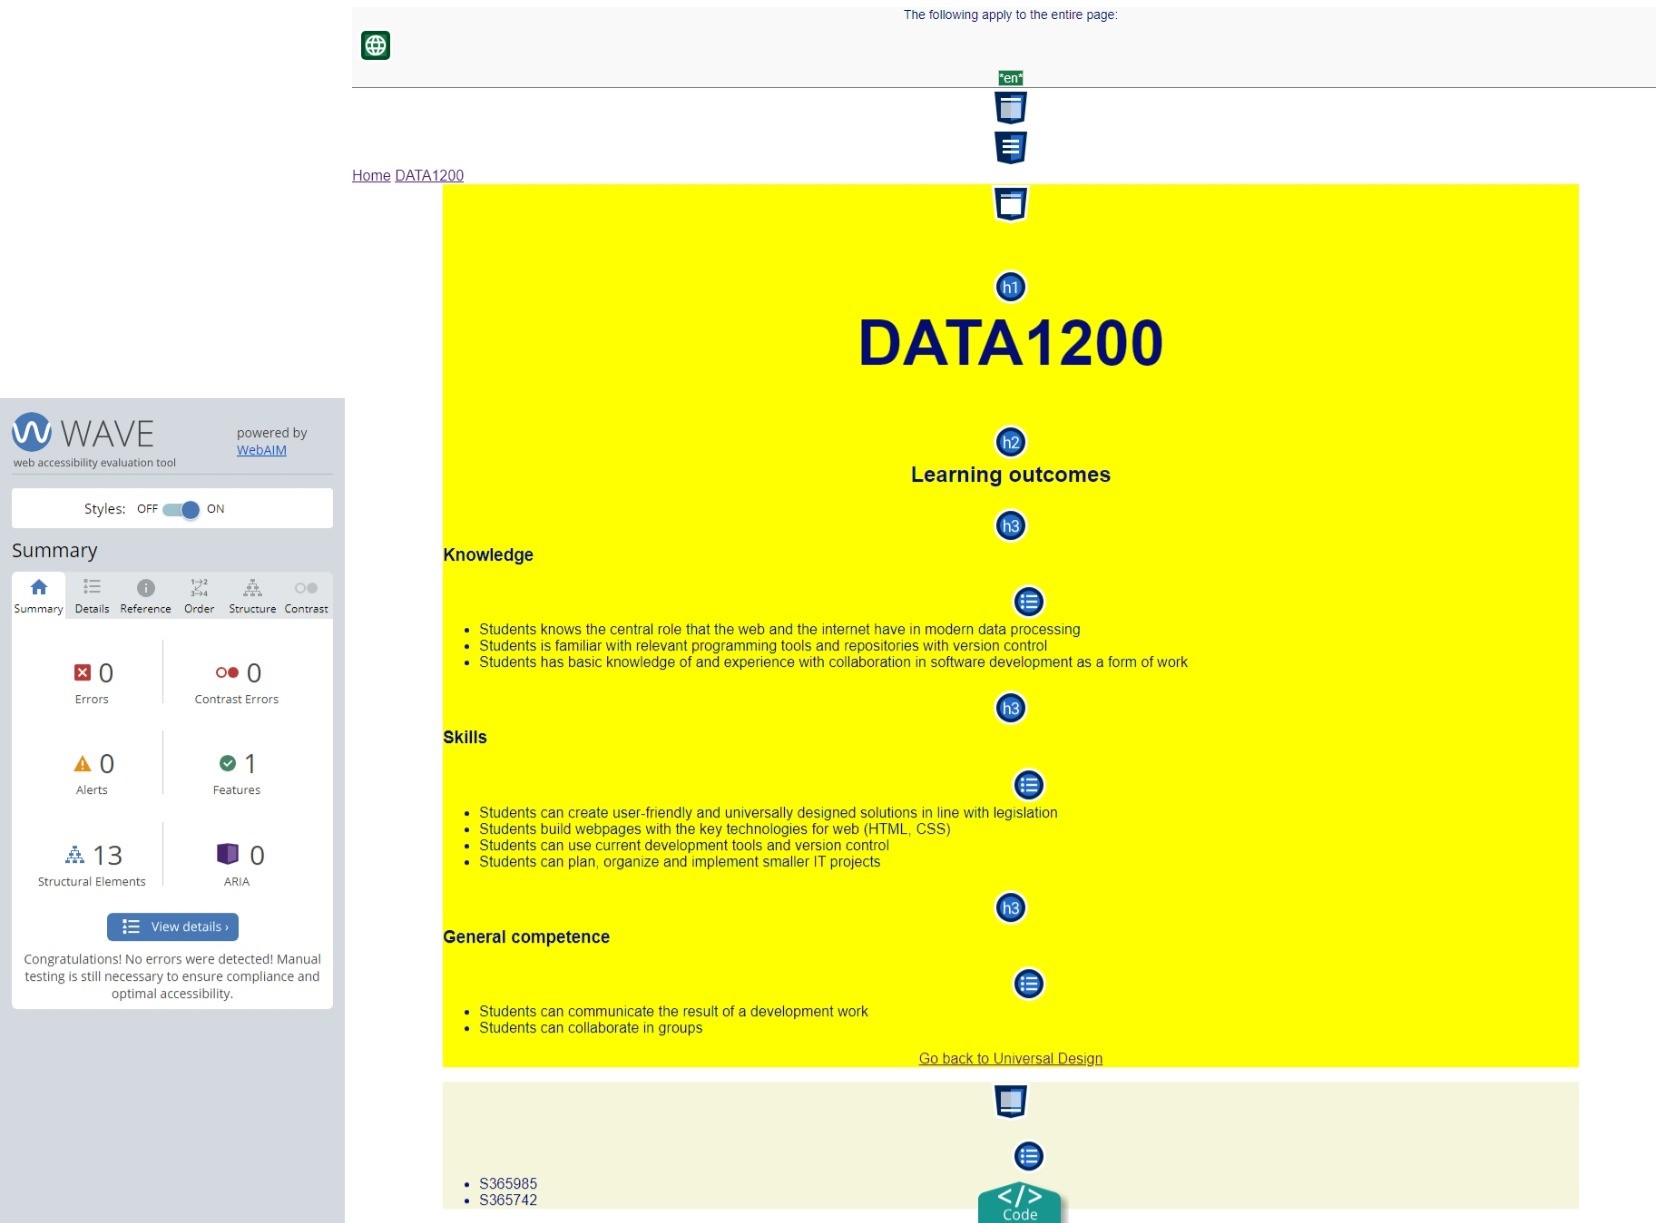 WAVE
powered by
WebAIM
web accessibility evaluation tool
Styles: OFF ON
Summary
Summary Details Reference Order Structure Contrast
0 0
Errors Contrast Errors
0 1
Alerts Features
13 0
Structural Elements ARIA
View details ›
Congratulations! No errors were detected! Manual
testing is still necessary to ensure compliance and
optimal accessibility.
The following apply to the entire page:
*en*
Home DATA1200
h1
DATA1200
h2
Learning outcomes
h3
Knowledge
• Students knows the central role that the web and the internet have in modern data processing
• Students is familiar with relevant programming tools and repositories with version control
• Students has basic knowledge of and experience with collaboration in software development as a form of work
h3
Skills
• Students can create user-friendly and universally designed solutions in line with legislation
• Students build webpages with the key technologies for web (HTML, CSS)
• Students can use current development tools and version control
• Students can plan, organize and implement smaller IT projects
h3
General competence
• Students can communicate the result of a development work
• Students can collaborate in groups
Go back to Universal Design
• S365985
• S365742
</>
Code